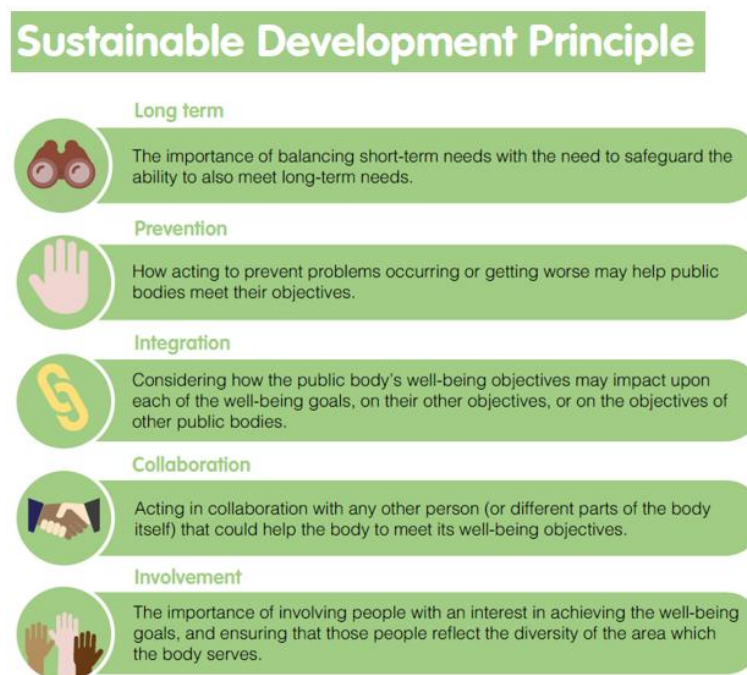 Sustainable Development Principle
Long term
The importance of balancing short-term needs with the need to safeguard the
ability to also meet long-term needs.
Prevention
How acting to prevent problems occurring or getting worse may help public
bodies meet their objectives.
Integration
Considering how the public body's well-being objectives may impact upon
each of the well-being goals, on their other objectives, or on the objectives of
other public bodies.
Collaboration
Acting in collaboration with any other person (or different parts of the body
itself) that could help the body to meet its well-being objectives.
Involvement
The importance of involving people with an interest in achieving the well-being
goals, and ensuring that those people reflect the diversity of the area which
the body serves.